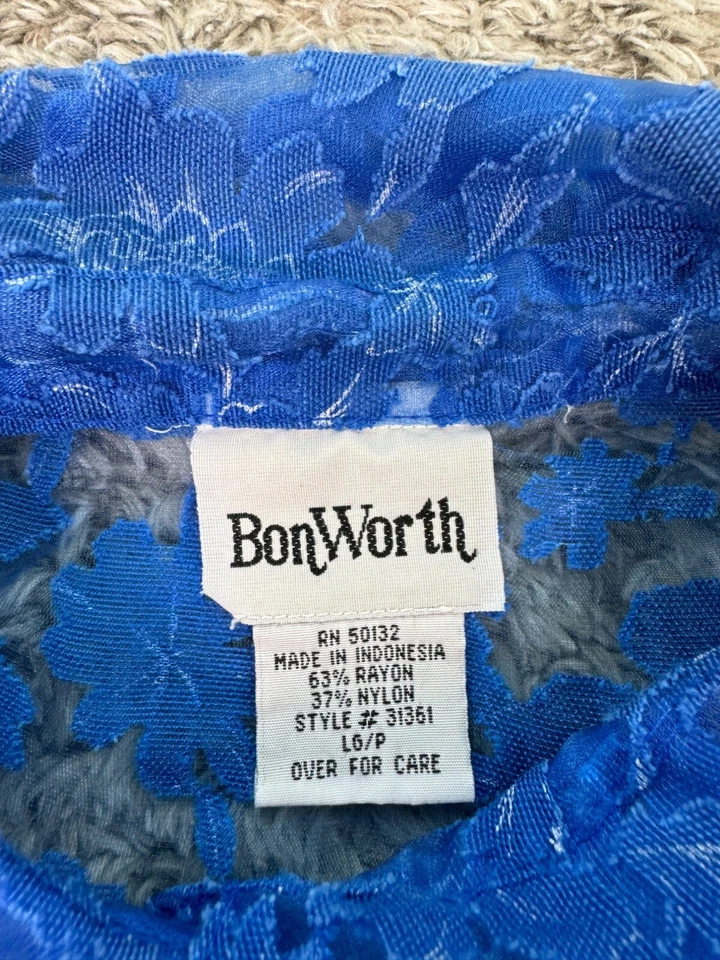 BonWorth
RN 50132
MADE IN INDONESIA
63% RAYON
37% NYLON
STYLE # 31361
LG/P
OVER FOR CARE